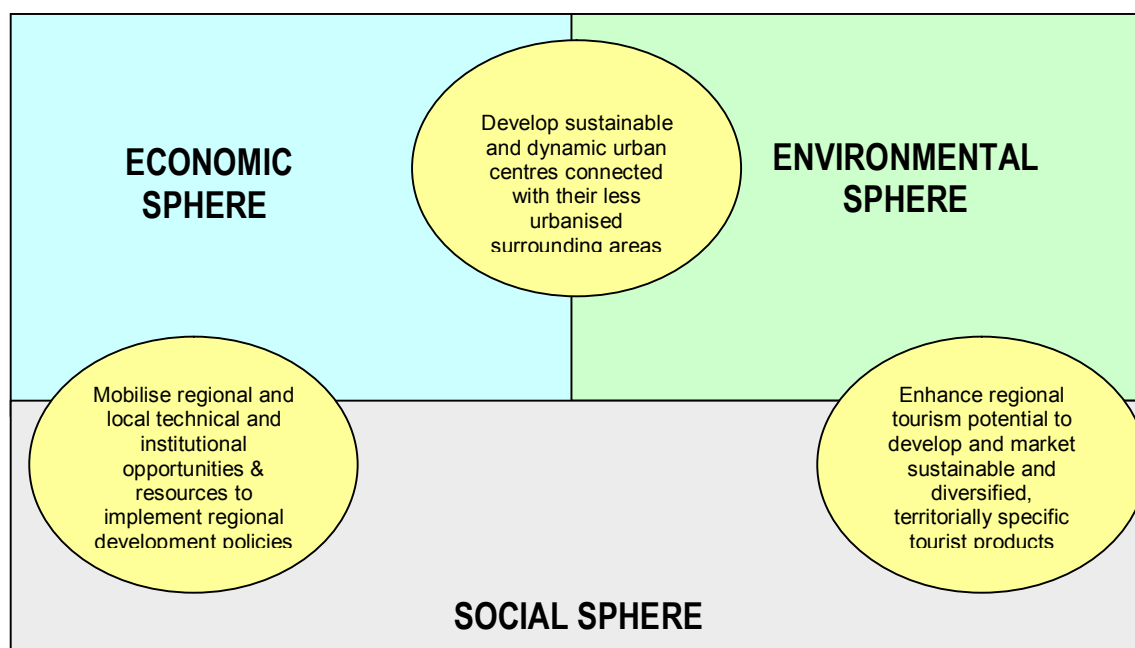 ECONOMIC
SPHERE
Develop sustainable
and dynamic urban
centres connected
with their less
urbanised
surrounding areas
ENVIRONMENTAL
SPHERE
Mobilise regional and
local technical and
institutional
opportunities &
resources to
implement regional
development policies
Enhance regional
tourism potential to
develop and market
sustainable and
diversified,
territorially specific
tourist products
SOCIAL SPHERE